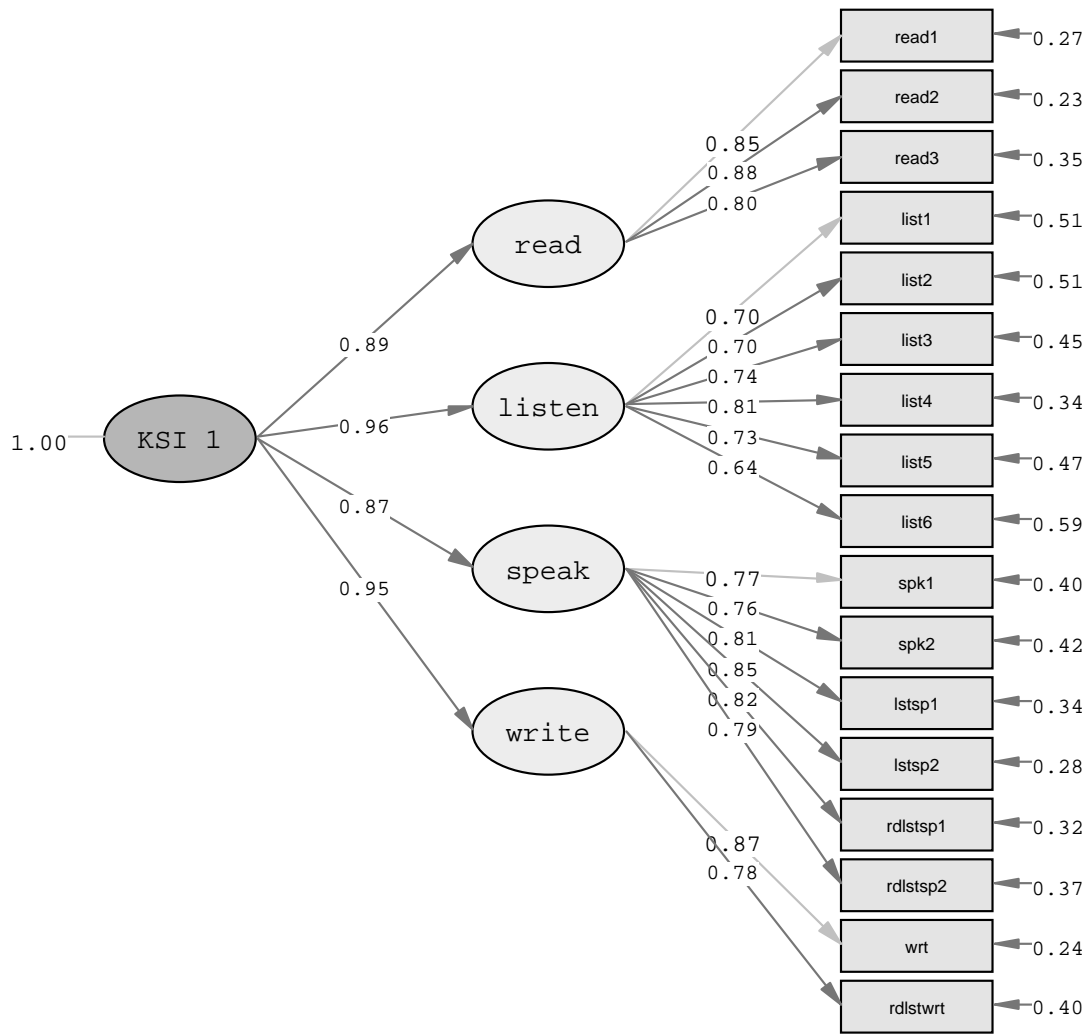 read1
0.27
read2
0.23
0.85
0.88
read3
0.35
0.80
list1
0.51
read
list2
0.51
0.70
list3
0.45
0.89
0.70
0.74
list4
0.34
listen
0.81
0.96
KSI 1
1.00
0.73
list5
0.47
0.64
0.87
list6
0.59
speak
0.77
spk1
0.40
0.95
0.76
0.81
spk2
0.42
0.85
0.82
lstsp1
0.34
0.79
write
lstsp2
0.28
rdlstsp1
0.32
0.87
0.78
rdlstsp2
0.37
wrt
0.24
rdlstwrt
0.40